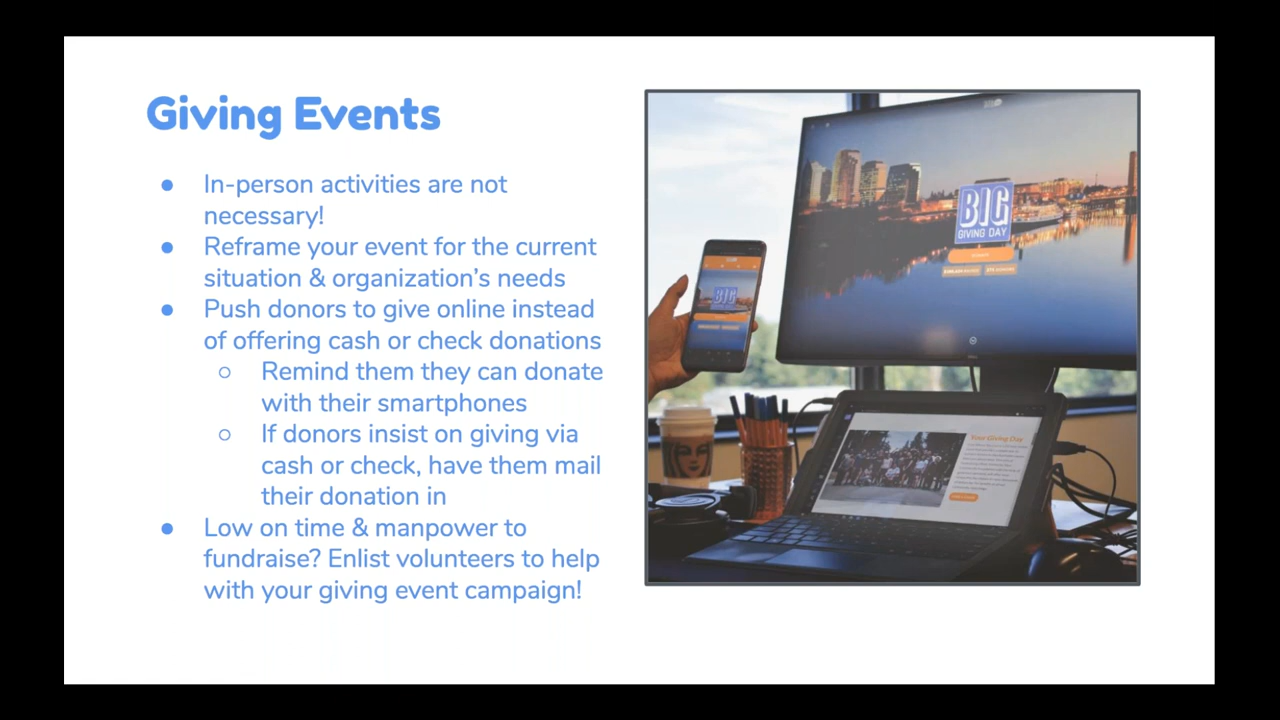 Giving Events
● In-person activities are not
necessary!
● Reframe your event for the current
situation & organization's needs
● Push donors to give online instead
of offering cash or check donations
○ Remind them they can donate
with their smartphones
○ If donors insist on giving via
cash or check, have them mail
their donation in
● Low on time & manpower to
fundraise? Enlist volunteers to help
with your giving event campaign!
BIG
GIVING DAY
BIG
Your Giving Day